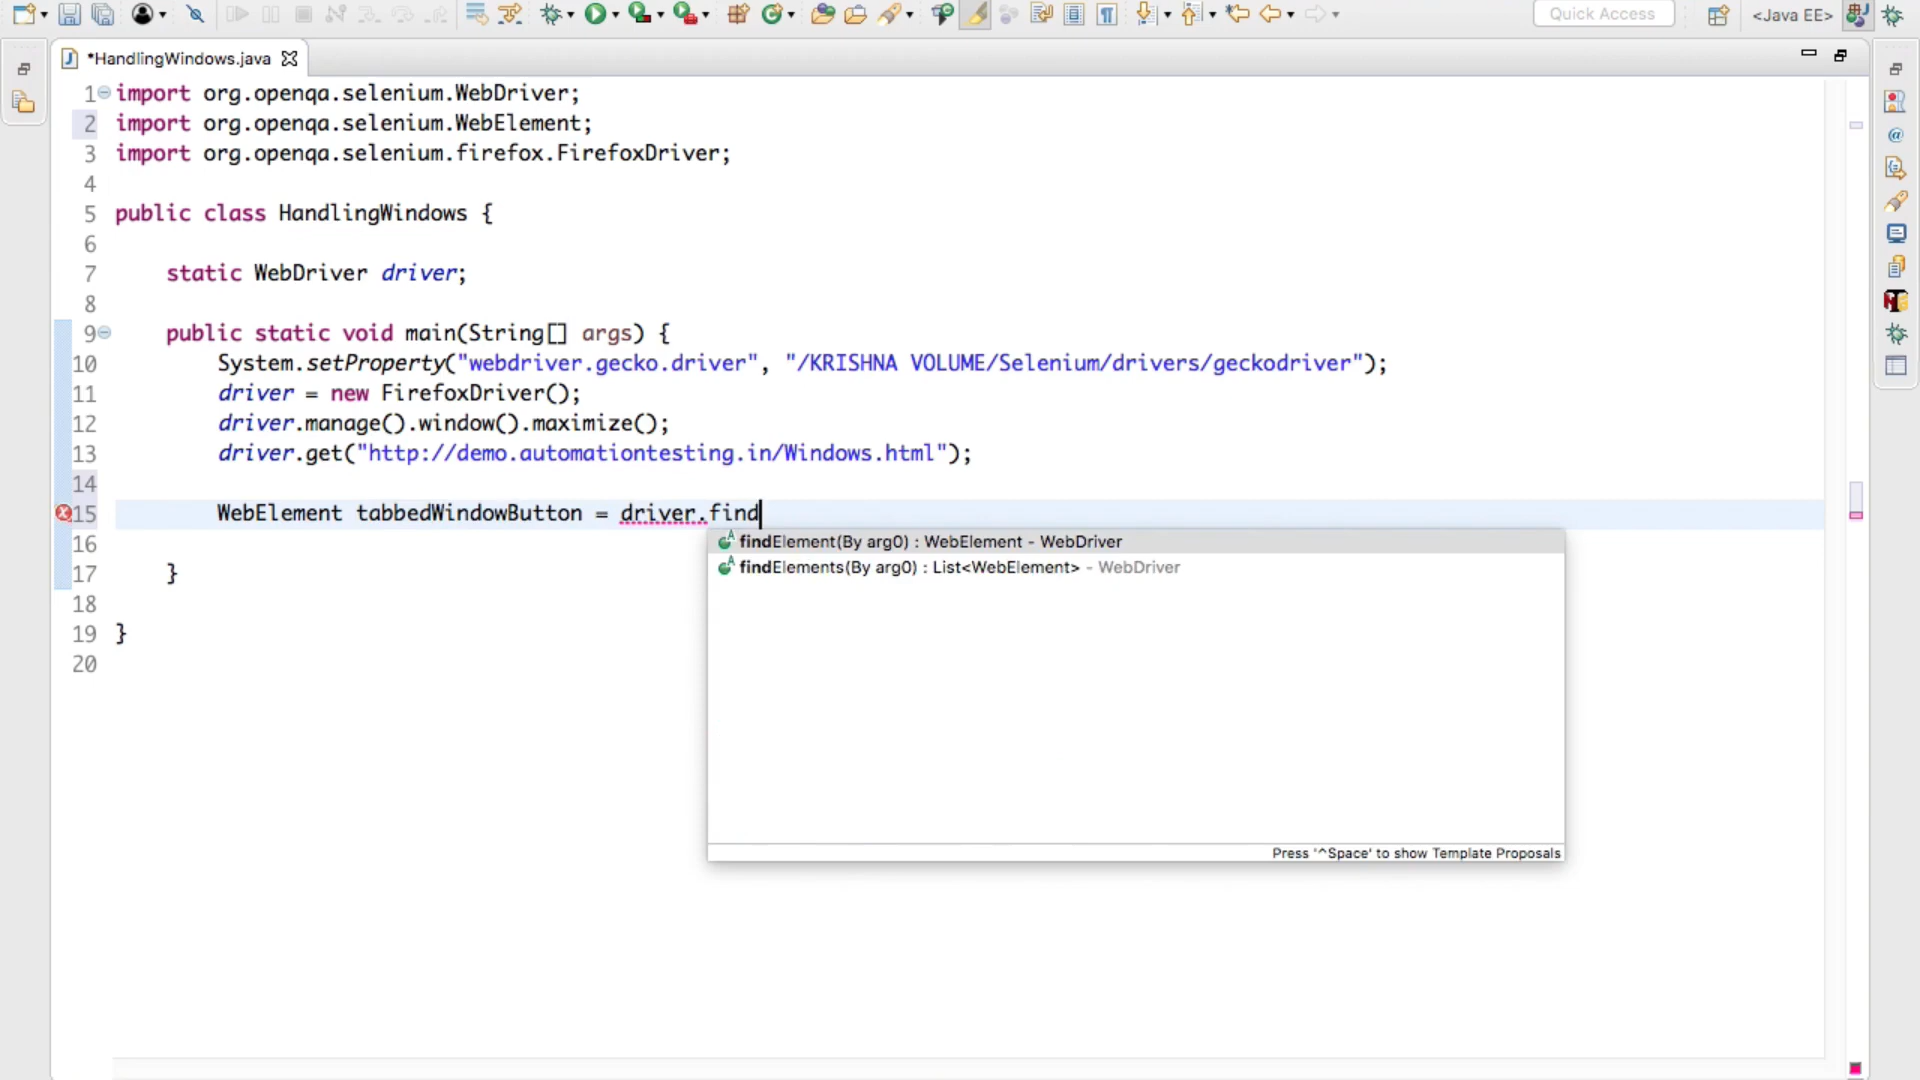 Quick Access
<Java EE>
*HandlingWindows.java
1 import org.openqa.selenium.WebDriver;
2 import org.openqa.selenium.WebElement;
3 import org.openqa.selenium.firefox.FirefoxDriver;
4
5 public class HandlingWindows {
6
7 static WebDriver driver;
8
9 public static void main(String[] args) {
10 System.setProperty("webdriver.gecko.driver", "/KRISHNA VOLUME/Selenium/drivers/geckodriver");
11 driver = new FirefoxDriver();
12 driver.manage().window().maximize();
13 driver.get("http://demo.automationtesting.in/Windows.html");
14
15 WebElement tabbedWindowButton = driver.find
findElement(By arg0) : WebElement - WebDriver
findElements(By arg0) : List<WebElement> - WebDriver
Press '^Space' to show Template Proposals
16
17 }
18
19 }
20